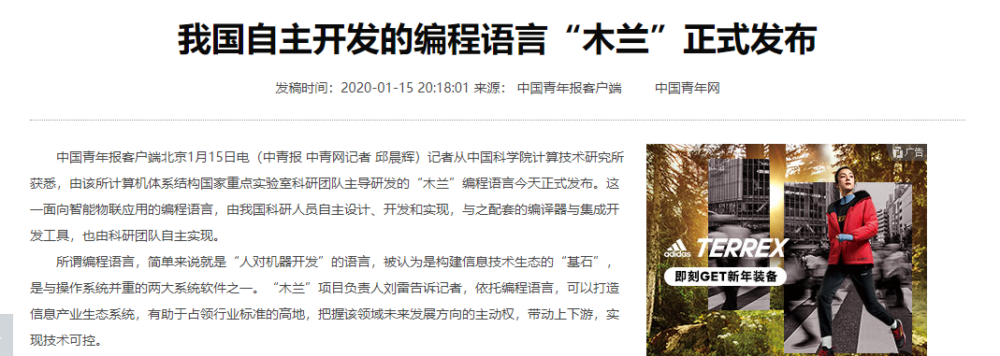 我国自主开发的编程语言“木兰”正式发布
发稿时间：2020-01-15 20:18:01 来源： 中国青年报客户端 中国青年网
中国青年报客户端北京1月15日电（中青报 中青网记者 邱晨辉）记者从中国科学院计算技术研究所
获悉，由该所计算机体系结构国家重点实验室科研团队主导研发的“木兰”编程语言今天正式发布。这
一面向智能物联应用的编程语言，由我国科研人员自主设计、开发和实现，与之配套的编译器与集成开
发工具，也由科研团队自主实现。
所谓编程语言，简单来说就是“人对机器开发”的语言，被认为是构建信息技术生态的“基石”，
是与操作系统并重的两大系统软件之一。“木兰”项目负责人刘雷告诉记者，依托编程语言，可以打造
信息产业生态系统，有助于占领行业标准的高地，把握该领域未来发展方向的主动权，带动上下游，实
现技术可控。
广告
adidas TERREX
即刻GET新年装备